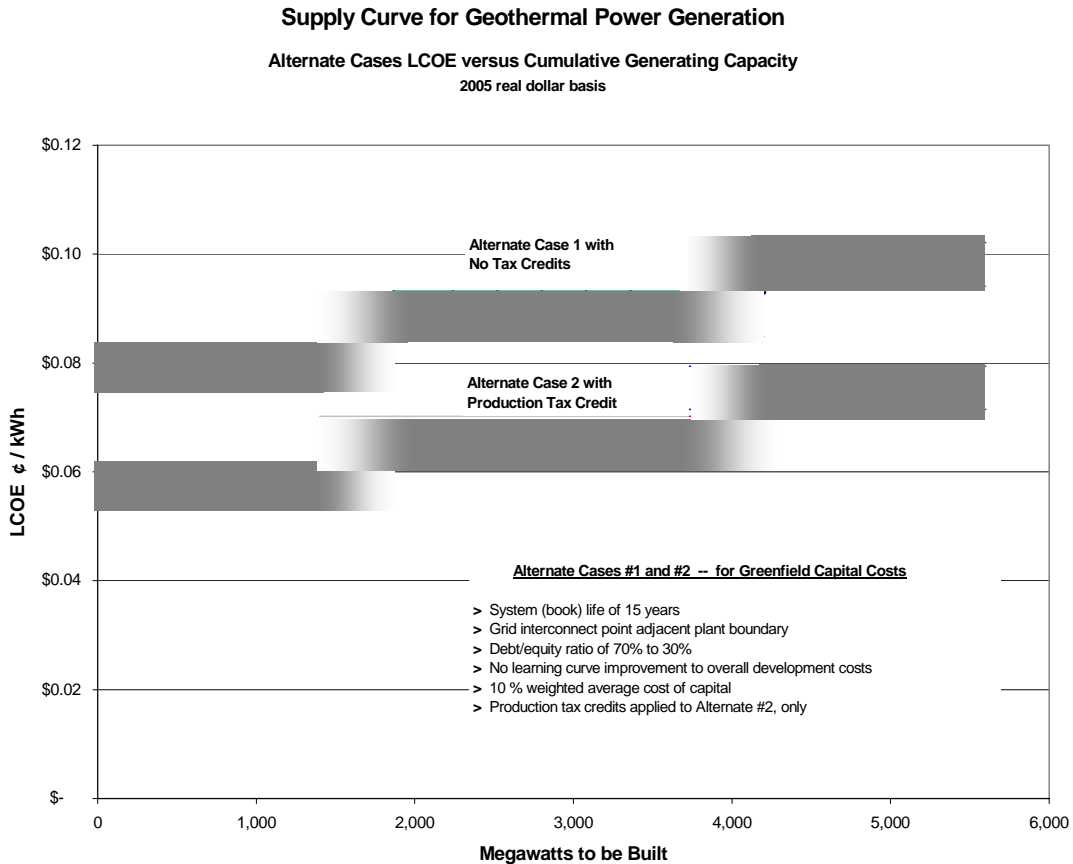 Supply Curve for Geothermal Power Generation
Alternate Cases LCOE versus Cumulative Generating Capacity
2005 real dollar basis
$0.12
$0.10
$0.08
$0.06
$0.04
$0.02
$-
LCOE ¢ / kWh
Alternate Case 1 with
No Tax Credits
Alternate Case 2 with
Production Tax Credit
Alternate Cases #1 and #2 -- for Greenfield Capital Costs
> System (book) life of 15 years
> Grid interconnect point adjacent plant boundary
> Debt/equity ratio of 70% to 30%
> No learning curve improvement to overall development costs
> 10 % weighted average cost of capital
> Production tax credits applied to Alternate #2, only
0 1,000 2,000 3,000 4,000 5,000 6,000
Megawatts to be Built